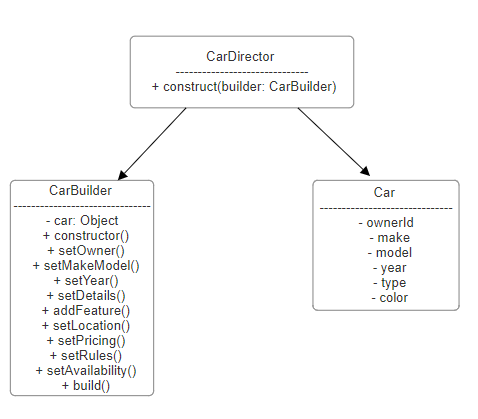 CarDirector
------------------------------
+ construct(builder: CarBuilder)
CarBuilder
-------------------------------
- car: Object
+ constructor()
+ setOwner()
+ setMakeModel()
+ setYear()
+ setDetails()
+ addFeature()
+ setLocation()
+ setPricing()
+ setRules()
+ setAvailability()
+ build()
Car
------------------------------
- ownerId
- make
- model
- year
- type
- color